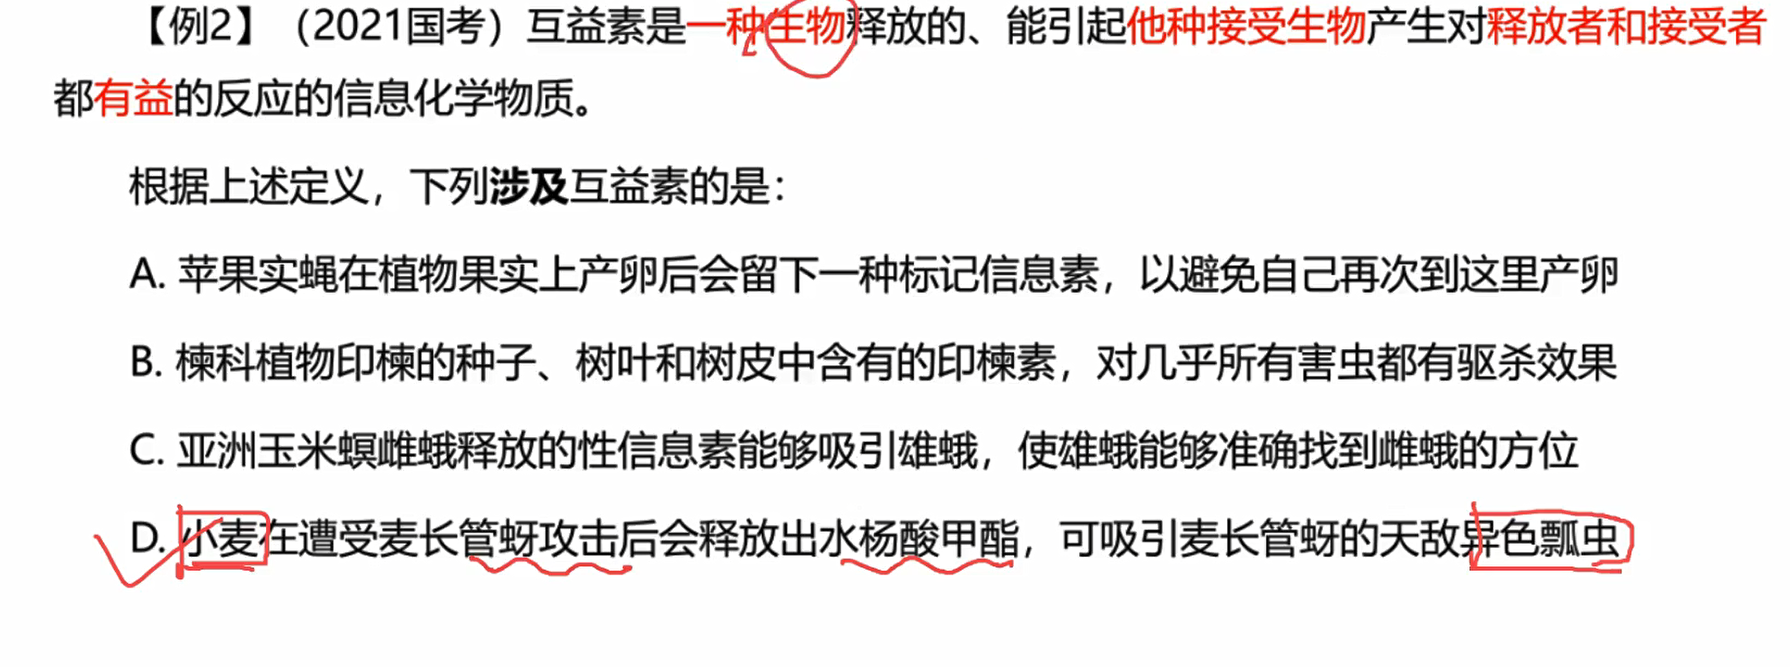 【例2】（2021国考）互益素是一种生物释放的、能引起他种接受生物产生对释放者和接受者
都有益的反应的信息化学物质。
根据上述定义，下列涉及互益素的是：
A. 苹果实蝇在植物果实上产卵后会留下一种标记信息素，以避免自己再次到这里产卵
B. 楝科植物印楝的种子、树叶和树皮中含有的印楝素，对几乎所有害虫都有驱杀效果
C. 亚洲玉米螟雌蛾释放的性信息素能够吸引雄蛾，使雄蛾能够准确找到雌蛾的方位
D. 小麦在遭受麦长管蚜攻击后会释放出水杨酸甲酯，可吸引麦长管蚜的天敌异色瓢虫